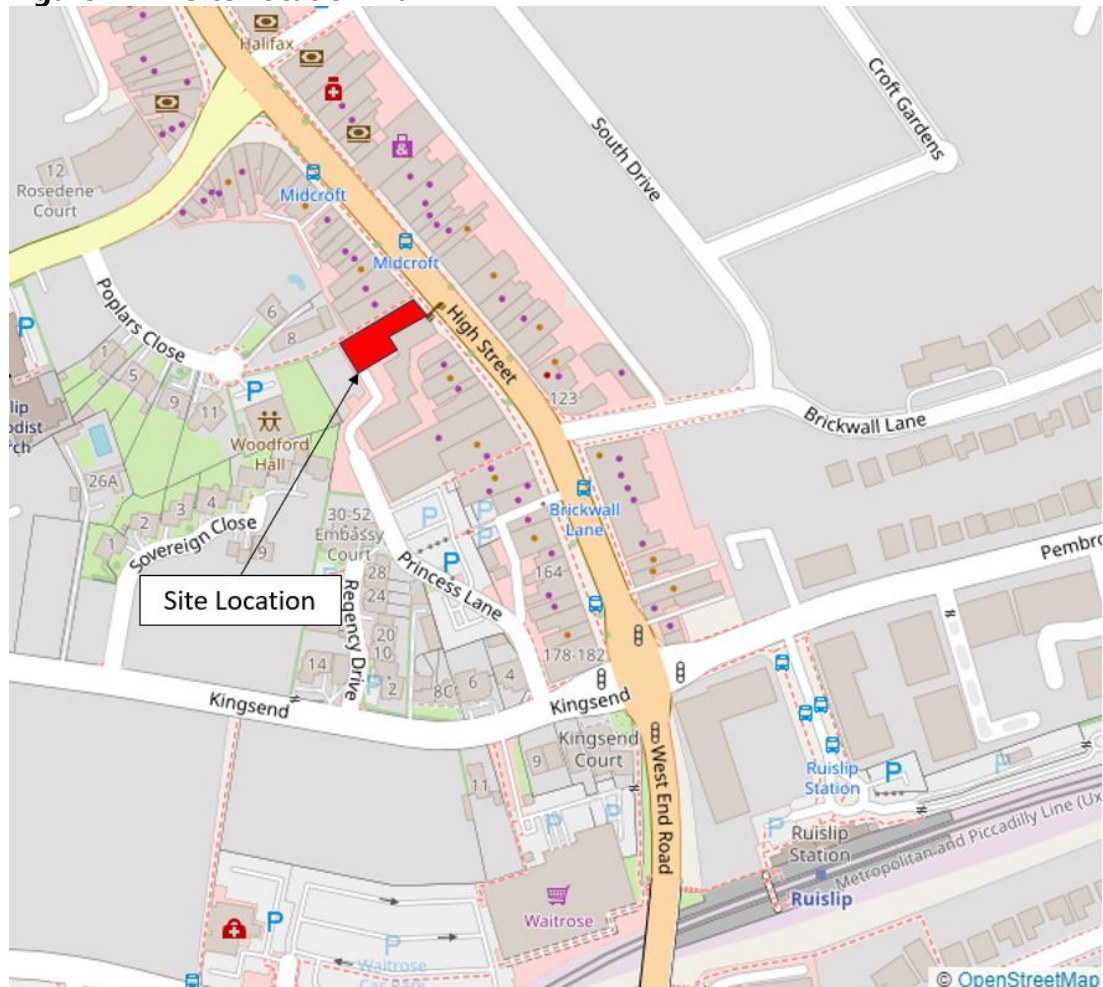 Halifax
Croft Gardens
South Drive
12
Rosedene
Court
Midcroft
Midcroft
Poplars Close
6
8
High Street
1
5
9
11
P
P
123
Brickwall Lane
Woodford
Hall
26A
2
3
4
1
9
Sovereign Close
30-52
Embassy
Court
P
P
P
P
Brickwall
Lane
28
24
Princess Lane
164
Site Location
Regency Drive
20
10
14
2
P
8C
6
4
178-182
Kingsend
Kingsend
Kingsend
Court
9
11
West End Road
P
P
Ruislip
Station
P
P
P
Ruislip
Station
Metropolitan and Piccadilly Line (Ux
Ruislip
Waitrose
P
P
Waitrose
© OpenStreetMap